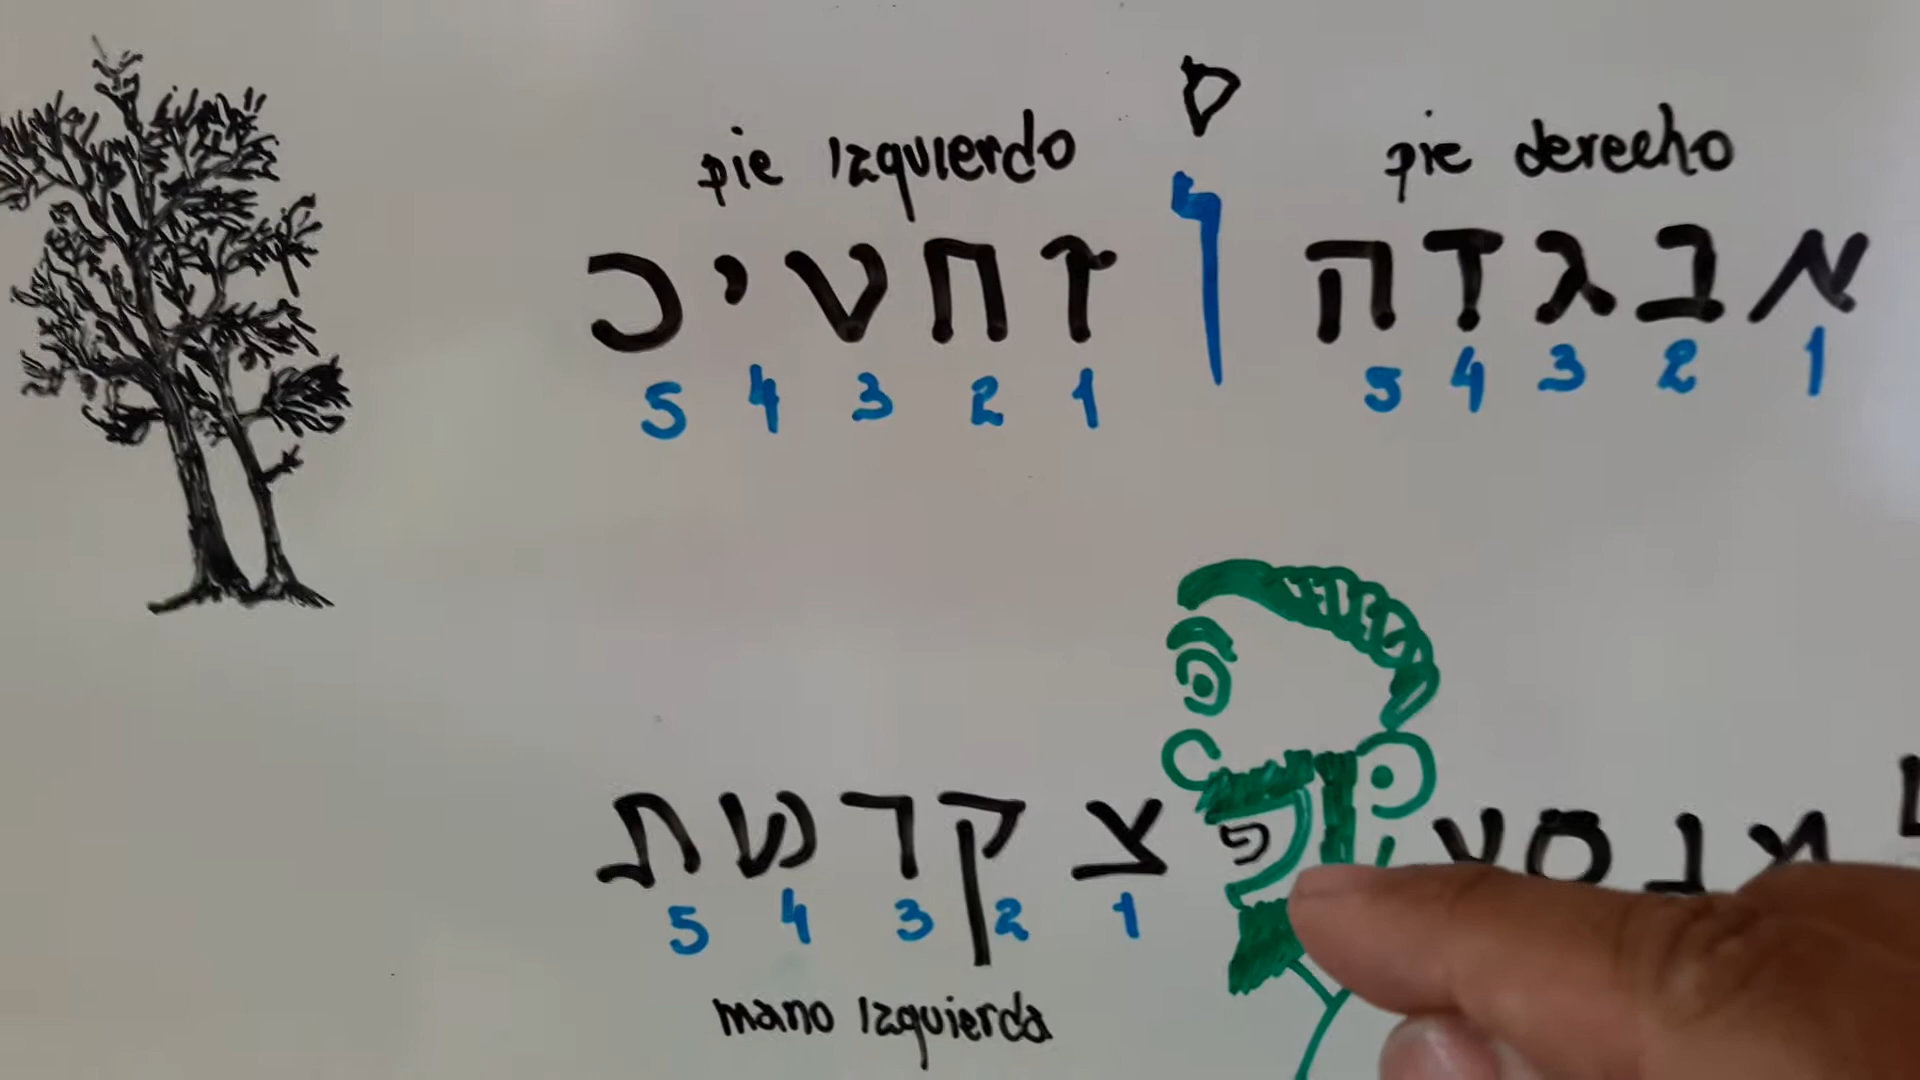 pie izquierdo pie derecho
אבגדה ו זחטיכ
5 4 3 2 1 5 4 3 2 1
מנסע פ צקרשת
5 4 3 2 1
mano izquierda